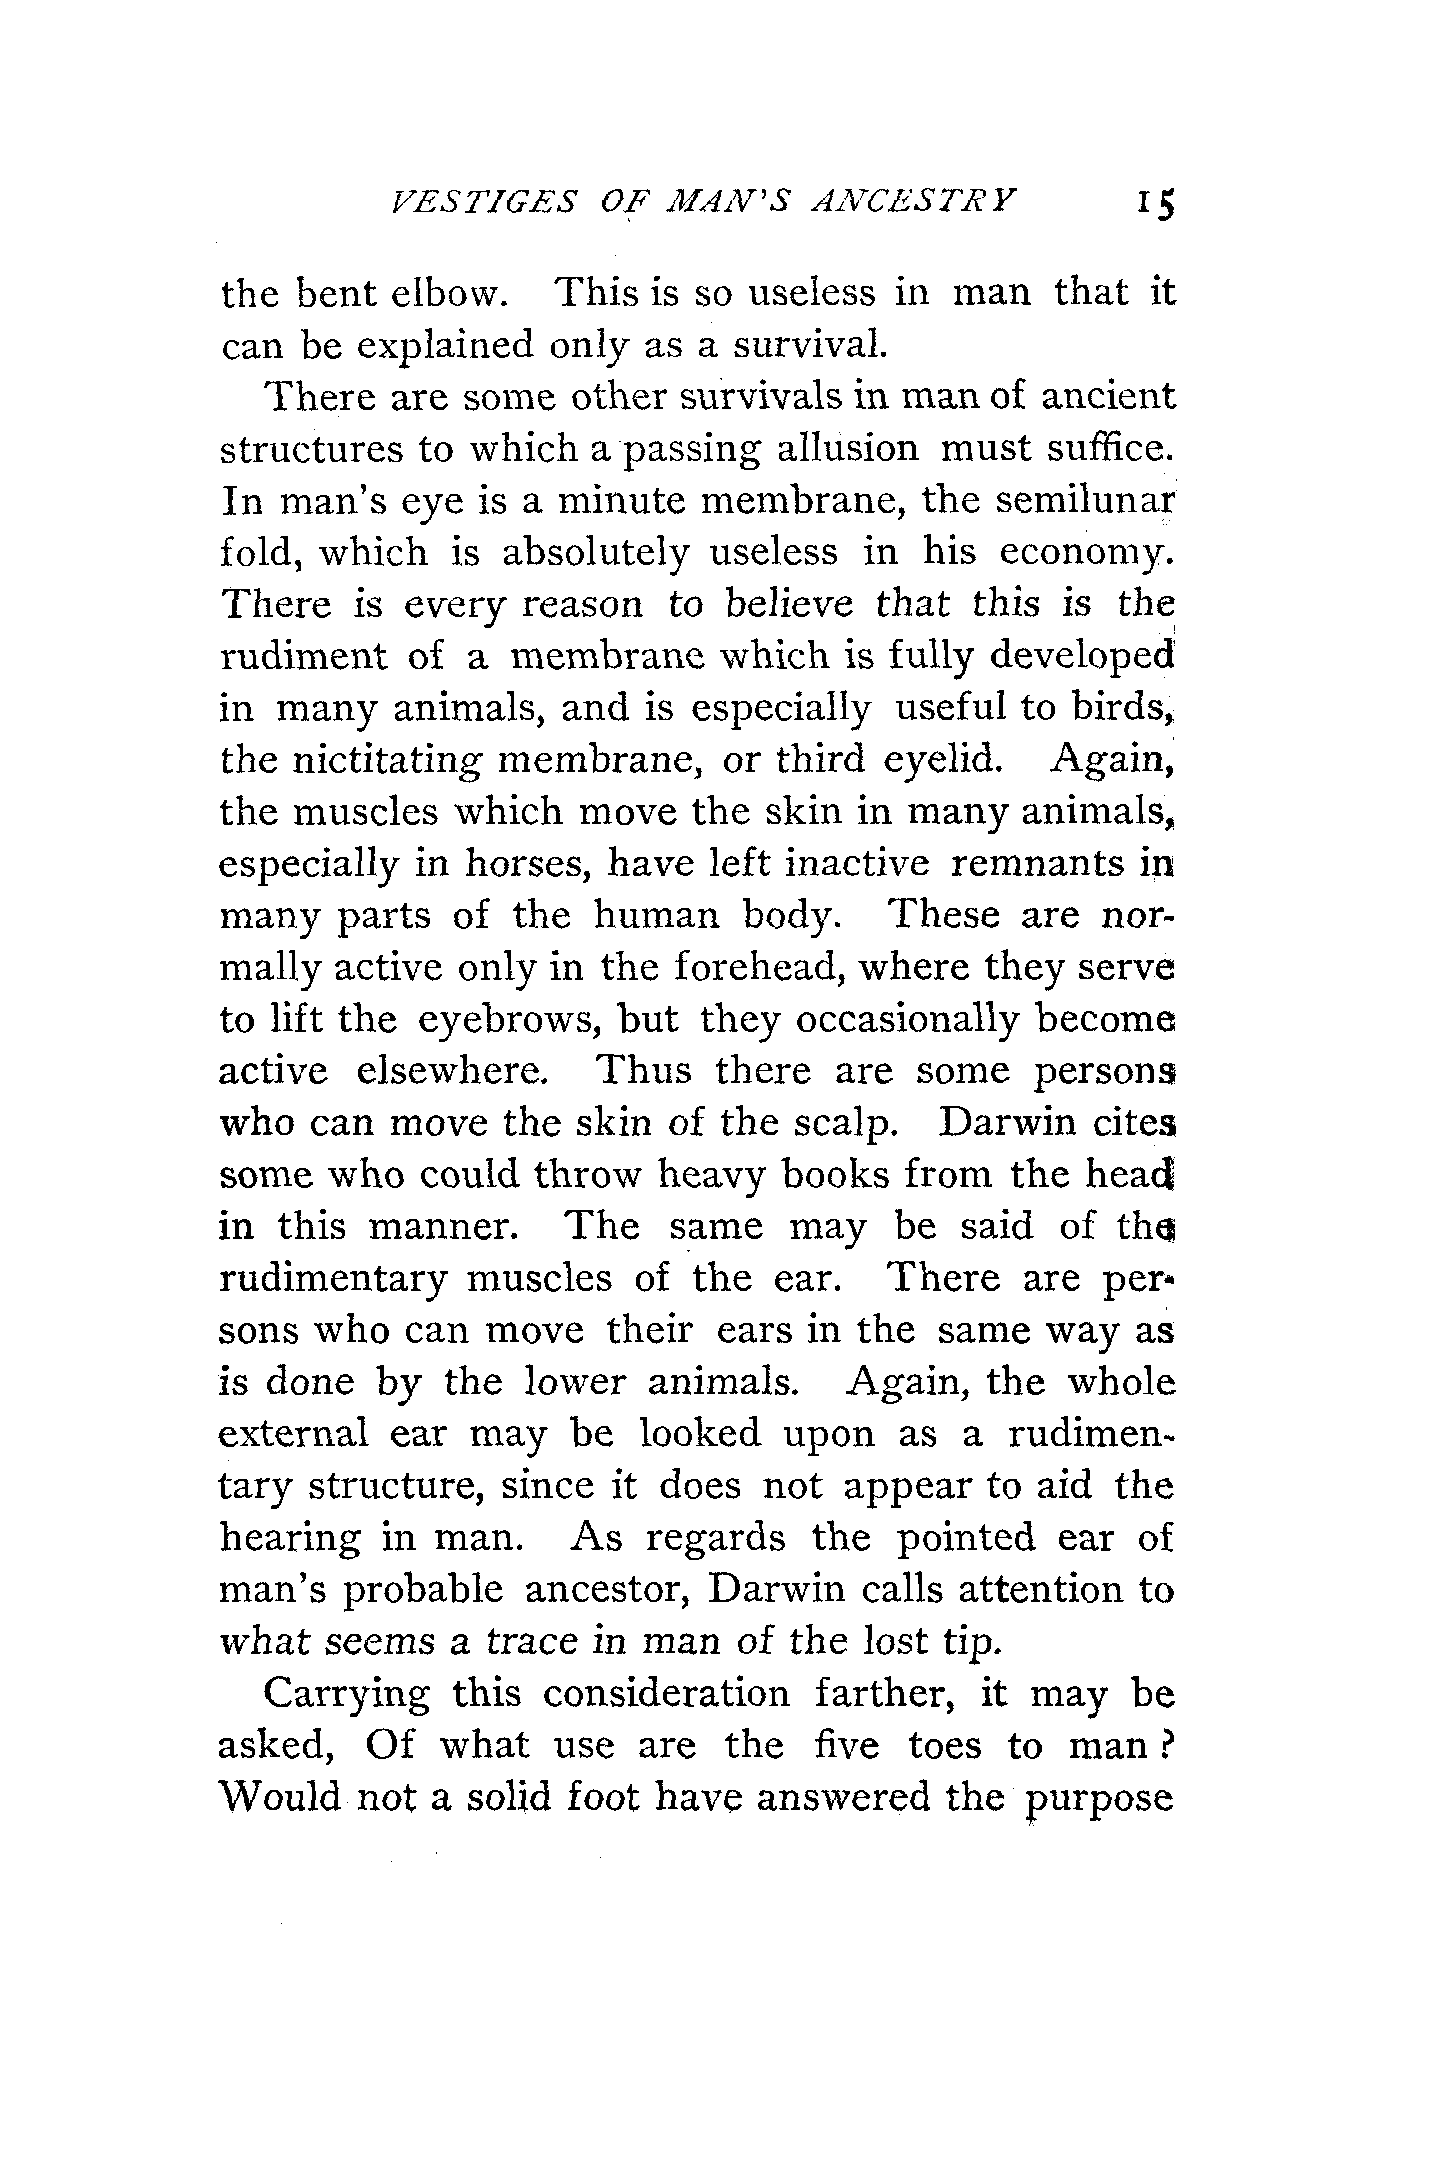 VESTIGES OF MAN'S ANCESTRY 15
the bent elbow. This is so useless in man that it
can be explained only as a survival.
There are some other survivals in man of ancient
structures to which a passing allusion must suffice.
In man's eye is a minute membrane, the semilunar
fold, which is absolutely useless in his economy.
There is every reason to believe that this is the
rudiment of a membrane which is fully developed
in many animals, and is especially useful to birds,
the nictitating membrane, or third eyelid. Again,
the muscles which move the skin in many animals,
especially in horses, have left inactive remnants in
many parts of the human body. These are nor-
mally active only in the forehead, where they serve
to lift the eyebrows, but they occasionally become
active elsewhere. Thus there are some persons
who can move the skin of the scalp. Darwin cites
some who could throw heavy books from the head
in this manner. The same may be said of the
rudimentary muscles of the ear. There are per-
sons who can move their ears in the same way as
is done by the lower animals. Again, the whole
external ear may be looked upon as a rudimen-
tary structure, since it does not appear to aid the
hearing in man. As regards the pointed ear of
man's probable ancestor, Darwin calls attention to
what seems a trace in man of the lost tip.
Carrying this consideration farther, it may be
asked, Of what use are the five toes to man ?
Would not a solid foot have answered the purpose